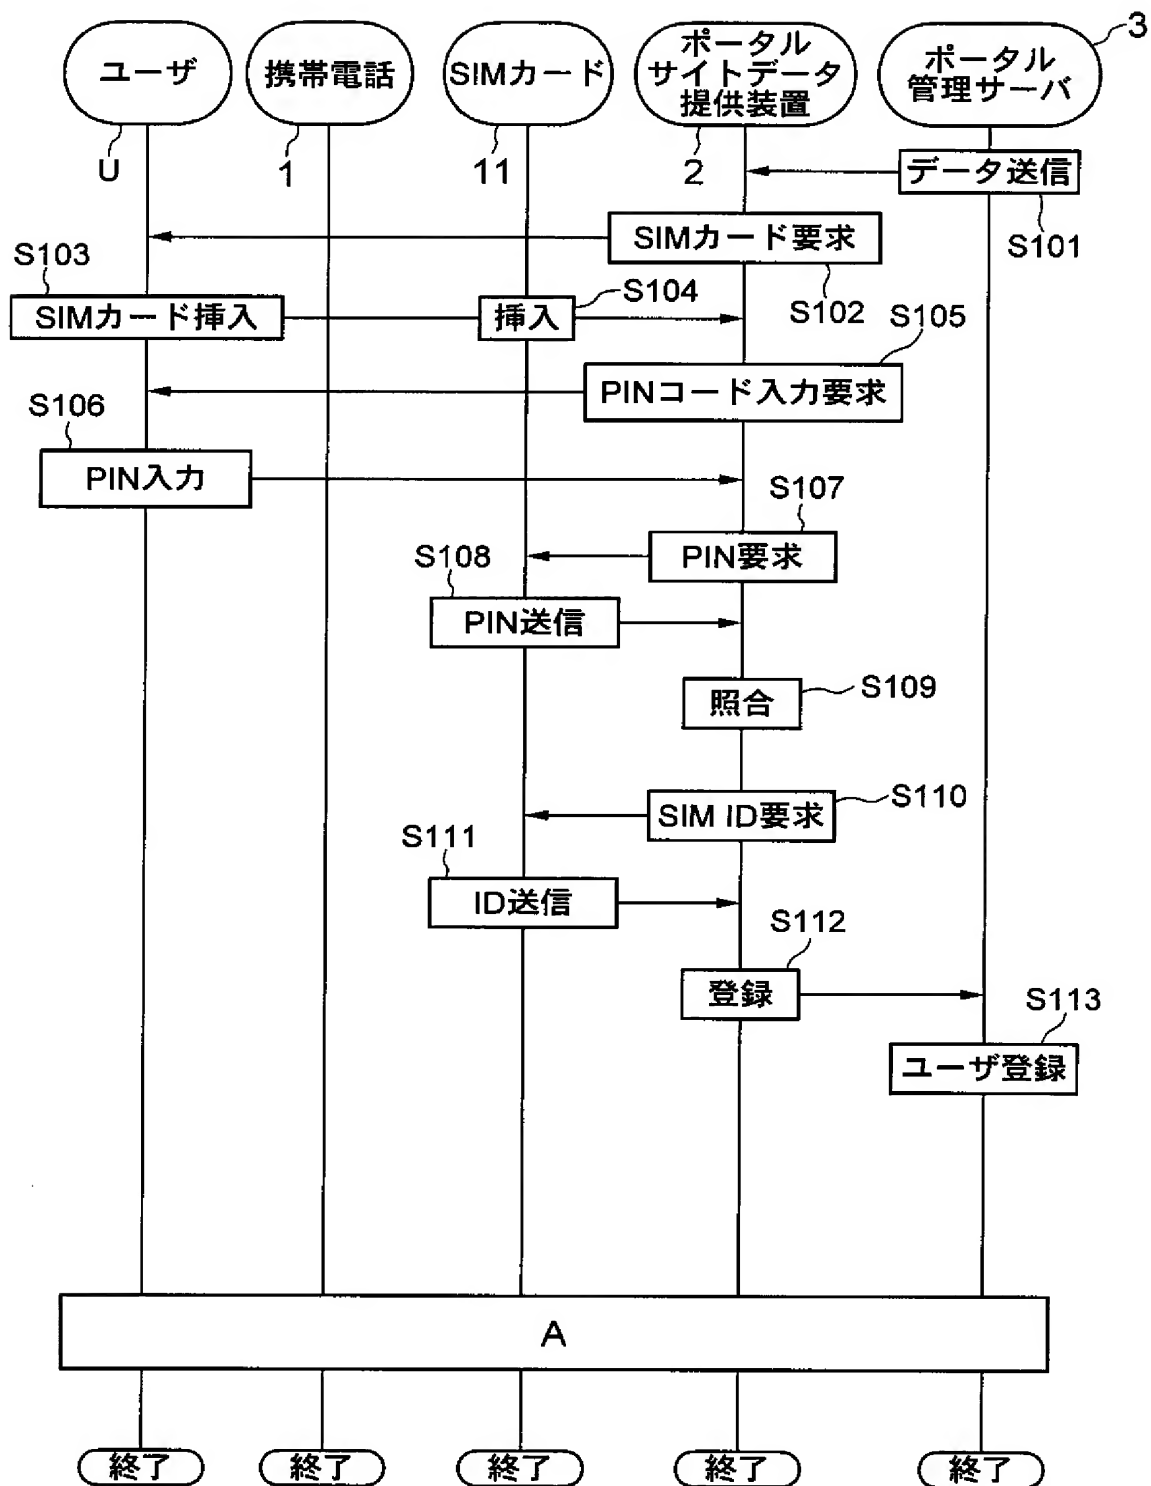 ユーザ
携帯電話
SIMカード
ポータル
サイトデータ
提供装置
ポータル
管理サーバ
3
U
1
11
2
データ送信
S101
SIMカード要求
S102
S103
SIMカード挿入
挿入
S104
S105
PINコード入力要求
S106
PIN入力
S107
PIN要求
S108
PIN送信
照合
S109
SIM ID要求
S110
S111
ID送信
S112
登録
S113
ユーザ登録
A
終了
終了
終了
終了
終了